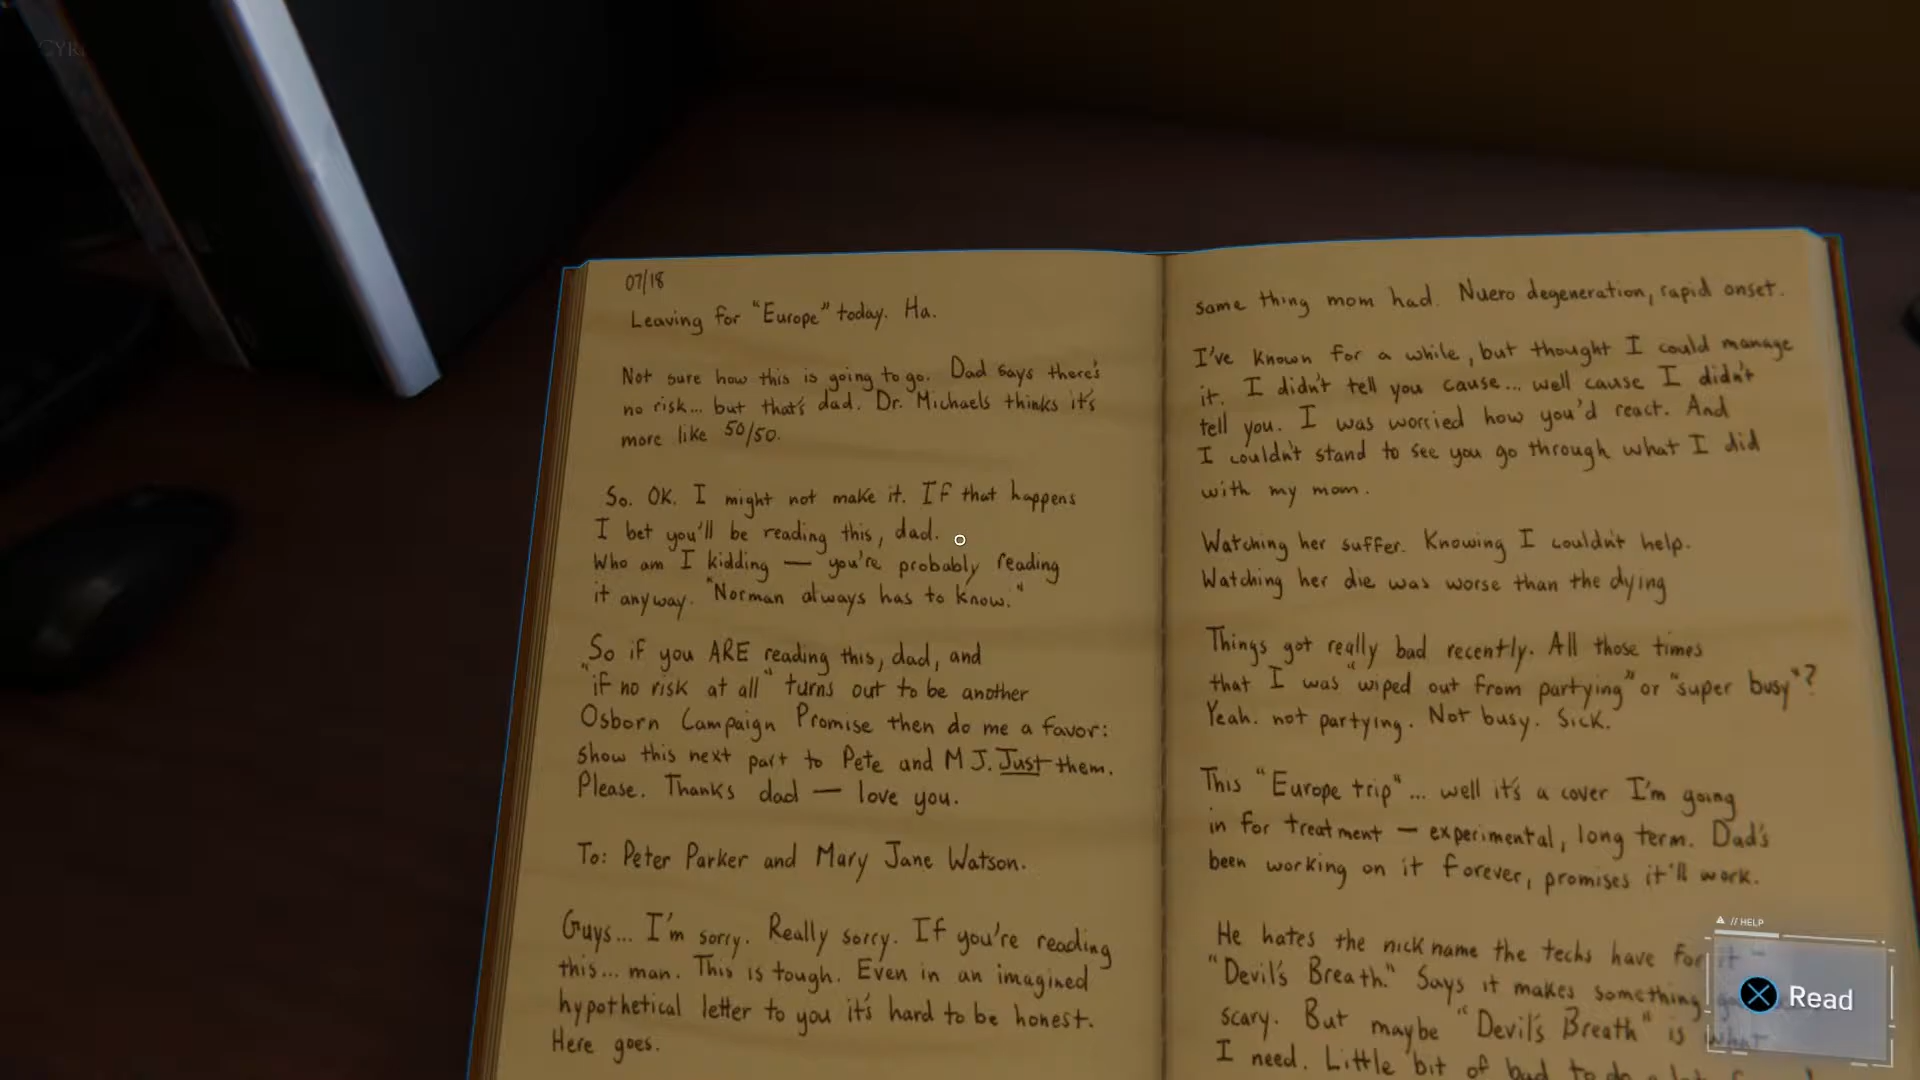 07/18
Leaving for "Europe" today. Ha.
Not sure how this is going to go. Dad says there's
no risk... but that's dad. Dr. Michaels thinks it's
more like 50/50.
So. OK. I might not make it. If that happens
I bet you'll be reading this, dad.
Who am I kidding — you're probably reading
it anyway. "Norman always has to know."
So if you ARE reading this, dad, and
"if no risk at all" turns out to be another
Osborn Campaign Promise then do me a favor:
show this next part to Pete and MJ. Just them.
Please. Thanks dad — love you.
To: Peter Parker and Mary Jane Watson.
Guys... I'm sorry. Really sorry. If you're reading
this... man. This is tough. Even in an imagined
hypothetical letter to you it's hard to be honest.
Here goes.
same thing mom had. Nuero degeneration, rapid onset.
I've known for a while, but thought I could manage
it. I didn't tell you cause... well cause I didn't
tell you. I was worried how you'd react. And
I couldn't stand to see you go through what I did
with my mom.
Watching her suffer. Knowing I couldn't help.
Watching her die was worse than the dying
Things got really bad recently. All those times
that I was "wiped out from partying" or "super busy"?
Yeah. not partying. Not busy. Sick.
This "Europe trip"... well it's a cover I'm going
in for treatment — experimental, long term. Dad's
been working on it forever, promises it'll work.
He hates the nickname the techs have for it —
"Devil's Breath." Says it makes something
scary. But maybe "Devil's Breath" is what
I need. Little bit of bad to do a lot
// HELP
Read